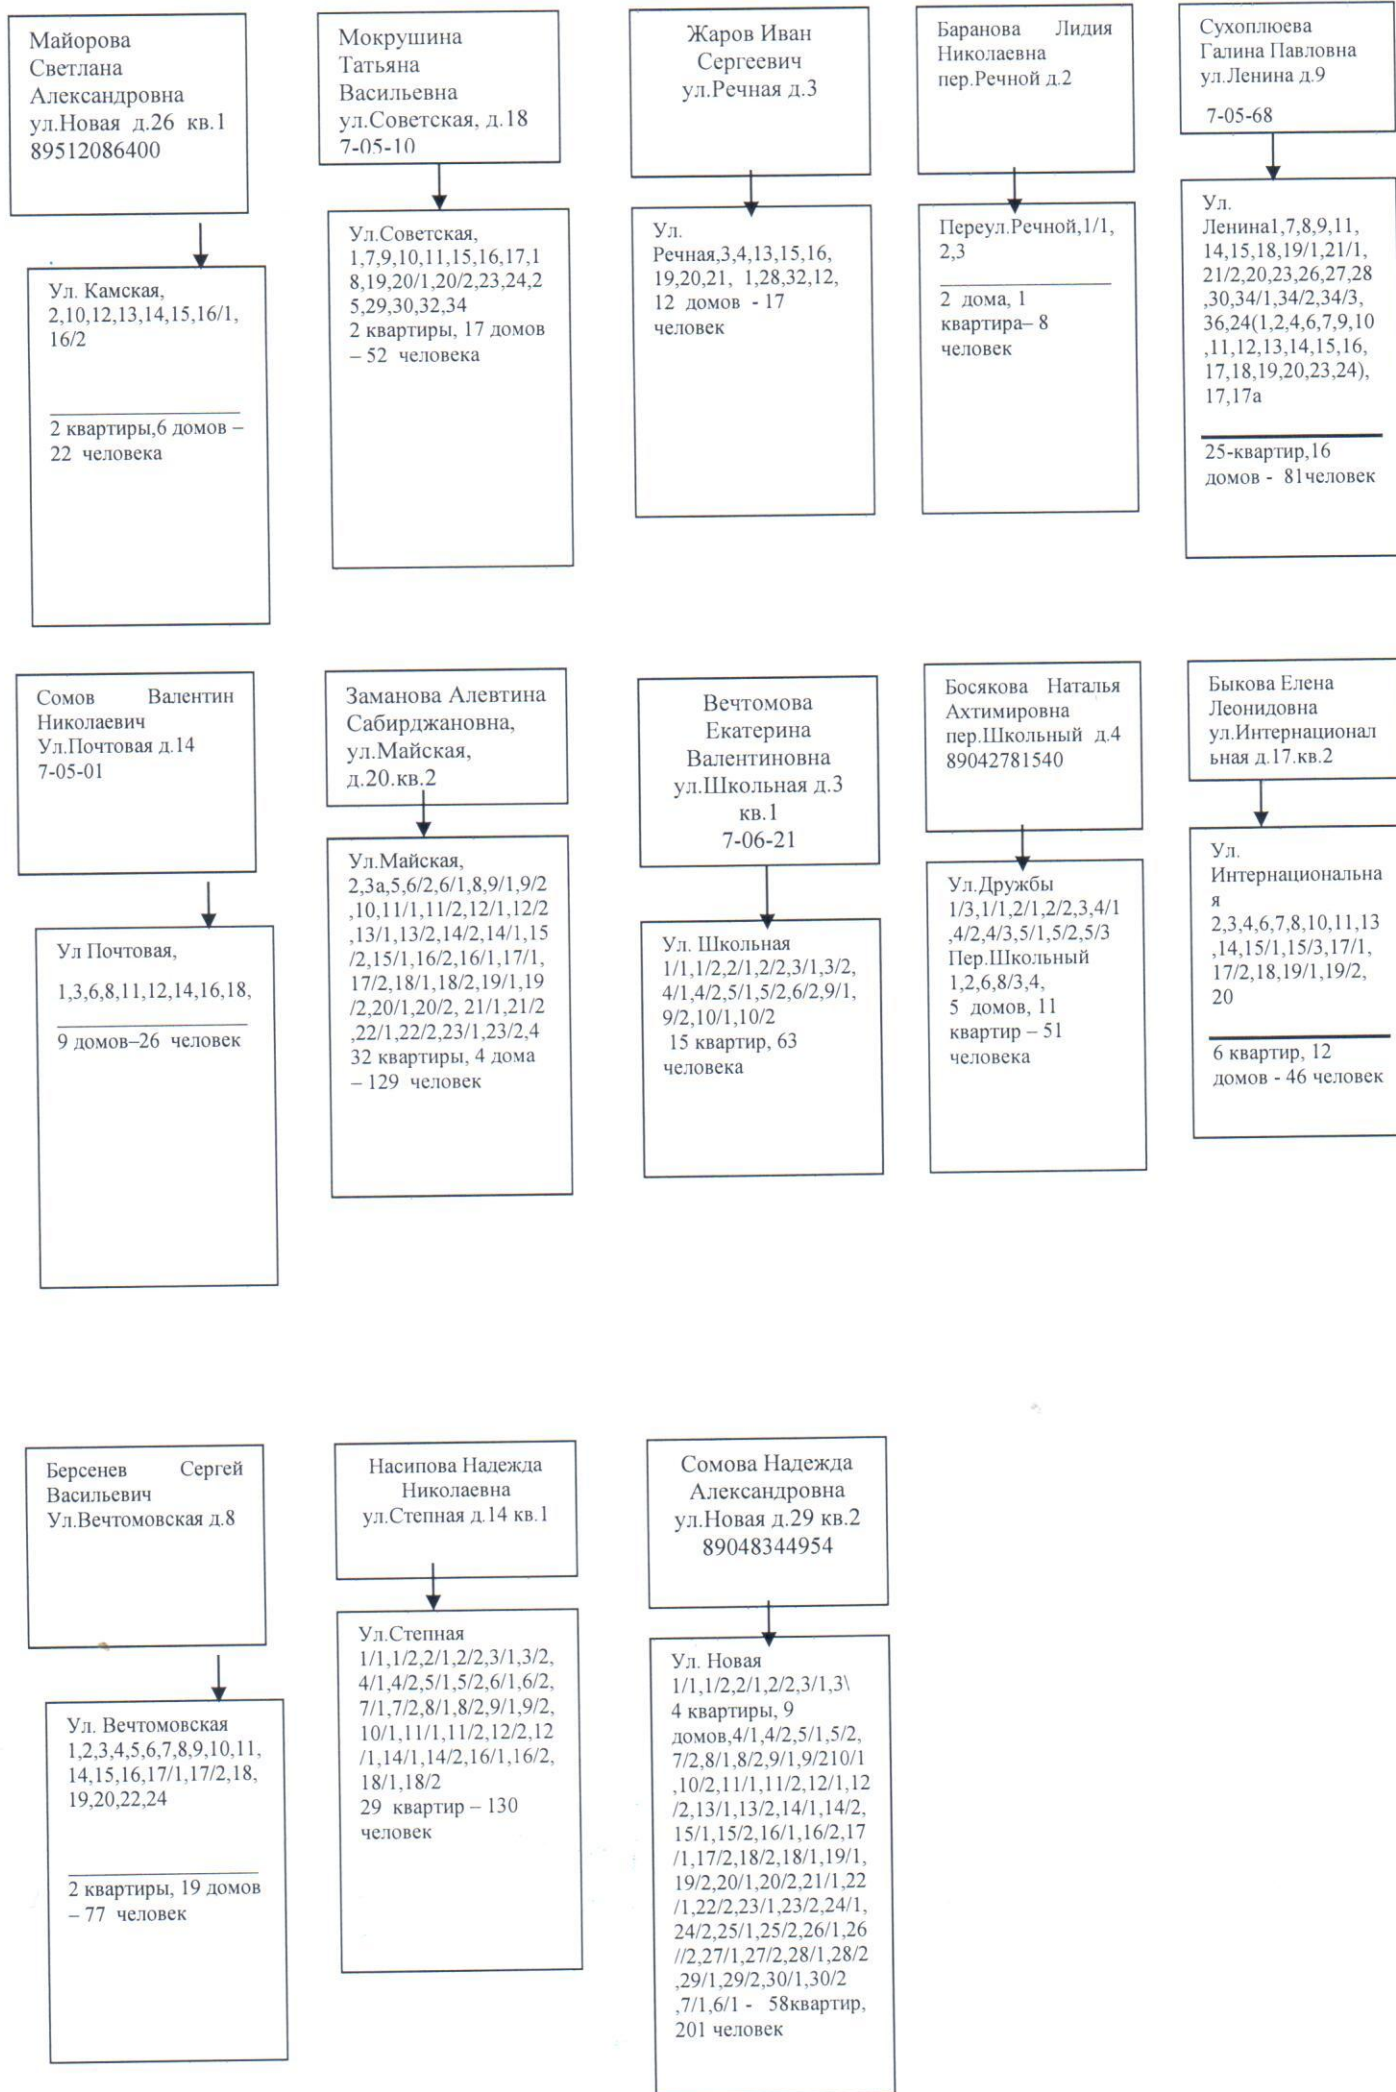 Майорова
Светлана
Александровна
ул.Новая д.26 кв.1
89512086400
Ул. Камская,
2,10,12,13,14,15,16/1,
16/2
2 квартиры,6 домов –
22 человека
Мокрушина
Татьяна
Васильевна
ул.Советская, д.18
7-05-10
Ул.Советская,
1,7,9,10,11,15,16,17,1
8,19,20/1,20/2,23,24,2
5,29,30,32,34
2 квартиры, 17 домов
– 52 человека
Жаров Иван
Сергеевич
ул.Речная д.3
Ул.
Речная,3,4,13,15,16,
19,20,21, 1,28,32,12,
12 домов - 17
человек
Баранова Лидия
Николаевна
пер.Речной д.2
Переул.Речной,1/1,
2,3
2 дома, 1
квартира– 8
человек
Сухоплюева
Галина Павловна
ул.Ленина д.9
7-05-68
Ул.
Ленина1,7,8,9,11,
14,15,18,19/1,21/1,
21/2,20,23,26,27,28
,30,34/1,34/2,34/3,
36,24(1,2,4,6,7,9,10
,11,12,13,14,15,16,
17,18,19,20,23,24),
17,17а
25-квартир,16
домов - 81человек
Сомов Валентин
Николаевич
Ул.Почтовая д.14
7-05-01
Ул Почтовая,
1,3,6,8,11,12,14,16,18,
9 домов–26 человек
Заманова Алевтина
Сабирджановна,
ул.Майская,
д.20.кв.2
Ул.Майская,
2,3а,5,6/2,6/1,8,9/1,9/2
,10,11/1,11/2,12/1,12/2
,13/1,13/2,14/2,14/1,15
/2,15/1,16/2,16/1,17/1,
17/2,18/1,18/2,19/1,19
/2,20/1,20/2, 21/1,21/2
,22/1,22/2,23/1,23/2,4
32 квартиры, 4 дома
– 129 человек
Вечтомова
Екатерина
Валентиновна
ул.Школьная д.3
кв.1
7-06-21
Ул. Школьная
1/1,1/2,2/1,2/2,3/1,3/2,
4/1,4/2,5/1,5/2,6/2,9/1,
9/2,10/1,10/2
15 квартир, 63
человека
Босякова Наталья
Ахтимировна
пер.Школьный д.4
89042781540
Ул.Дружбы
1/3,1/1,2/1,2/2,3,4/1
,4/2,4/3,5/1,5/2,5/3
Пер.Школьный
1,2,6,8/3,4,
5 домов, 11
квартир – 51
человека
Быкова Елена
Леонидовна
ул.Интернационал
ьная д.17.кв.2
Ул.
Интернациональна
я
2,3,4,6,7,8,10,11,13
,14,15/1,15/3,17/1,
17/2,18,19/1,19/2,
20
6 квартир, 12
домов - 46 человек
Берсенев Сергей
Васильевич
Ул.Вечтомовская д.8
Ул. Вечтомовская
1,2,3,4,5,6,7,8,9,10,11,
14,15,16,17/1,17/2,18,
19,20,22,24
2 квартиры, 19 домов
– 77 человек
Насипова Надежда
Николаевна
ул.Степная д.14 кв.1
Ул.Степная
1/1,1/2,2/1,2/2,3/1,3/2,
4/1,4/2,5/1,5/2,6/1,6/2,
7/1,7/2,8/1,8/2,9/1,9/2,
10/1,11/1,11/2,12/2,12
/1,14/1,14/2,16/1,16/2,
18/1,18/2
29 квартир – 130
человек
Сомова Надежда
Александровна
ул.Новая д.29 кв.2
89048344954
Ул. Новая
1/1,1/2,2/1,2/2,3/1,3\
4 квартиры, 9
домов,4/1,4/2,5/1,5/2,
7/2,8/1,8/2,9/1,9/210/1
,10/2,11/1,11/2,12/1,12
/2,13/1,13/2,14/1,14/2,
15/1,15/2,16/1,16/2,17
/1,17/2,18/2,18/1,19/1,
19/2,20/1,20/2,21/1,22
/1,22/2,23/1,23/2,24/1,
24/2,25/1,25/2,26/1,26
//2,27/1,27/2,28/1,28/2
,29/1,29/2,30/1,30/2
,7/1,6/1 - 58квартир,
201 человек